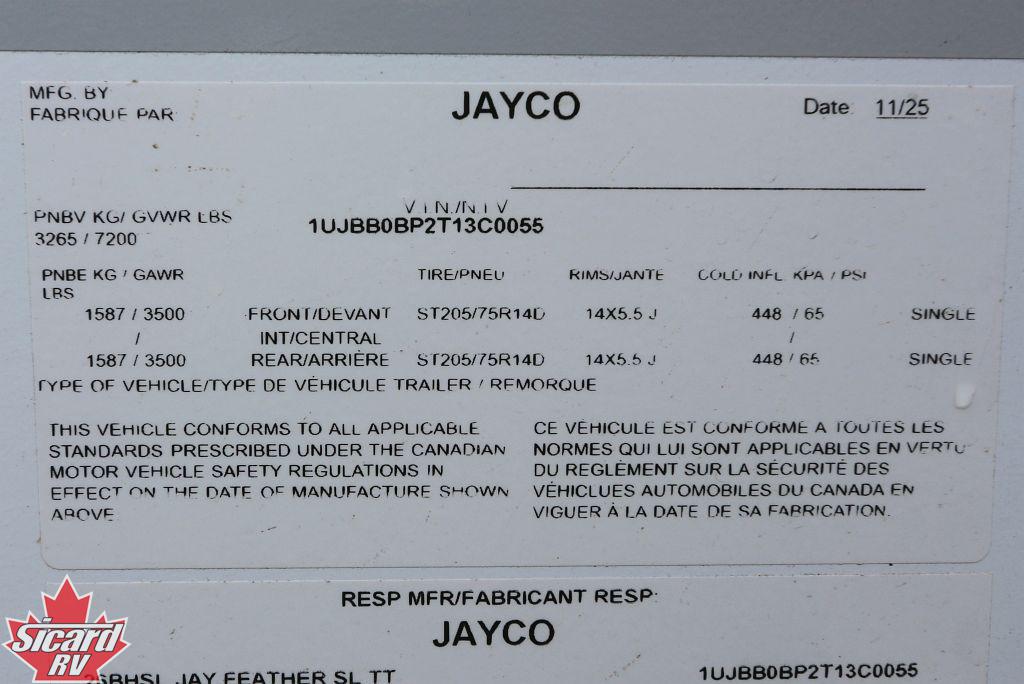 MFG. BY
FABRIQUE PAR
JAYCO
Date 11/25
V I N./N.I V
PNBV KG/ GVWR LBS
3265 / 7200
1UJBB0BP2T13C0055
PNBE KG / GAWR
LBS
TIRE/PNEU RIMS/JANTE COLD INFL. KPA / PSI
1587 / 3500 FRONT/DEVANT ST205/75R14D 14X5.5 J 448 / 65 SINGLE
/ INT/CENTRAL /
1587 / 3500 REAR/ARRIÈRE ST205/75R14D 14X5.5 J 448 / 65 SINGLE
TYPE OF VEHICLE/TYPE DE VÉHICULE TRAILER / REMORQUE
THIS VEHICLE CONFORMS TO ALL APPLICABLE
STANDARDS PRESCRIBED UNDER THE CANADIAN
MOTOR VEHICLE SAFETY REGULATIONS IN
EFFECT ON THE DATE OF MANUFACTURE SHOWN
ABOVE
CE VÉHICULE EST CONFORME A TOUTES LES
NORMES QUI LUI SONT APPLICABLES EN VERTU
DU REGLÈMENT SUR LA SÉCURITÉ DES
VÉHICLUES AUTOMOBILES DU CANADA EN
VIGUER À LA DATE DE SA FABRICATION.
RESP MFR/FABRICANT RESP:
JAYCO
26BHSL JAY FEATHER SL TT 1UJBB0BP2T13C0055
Sicard
RV